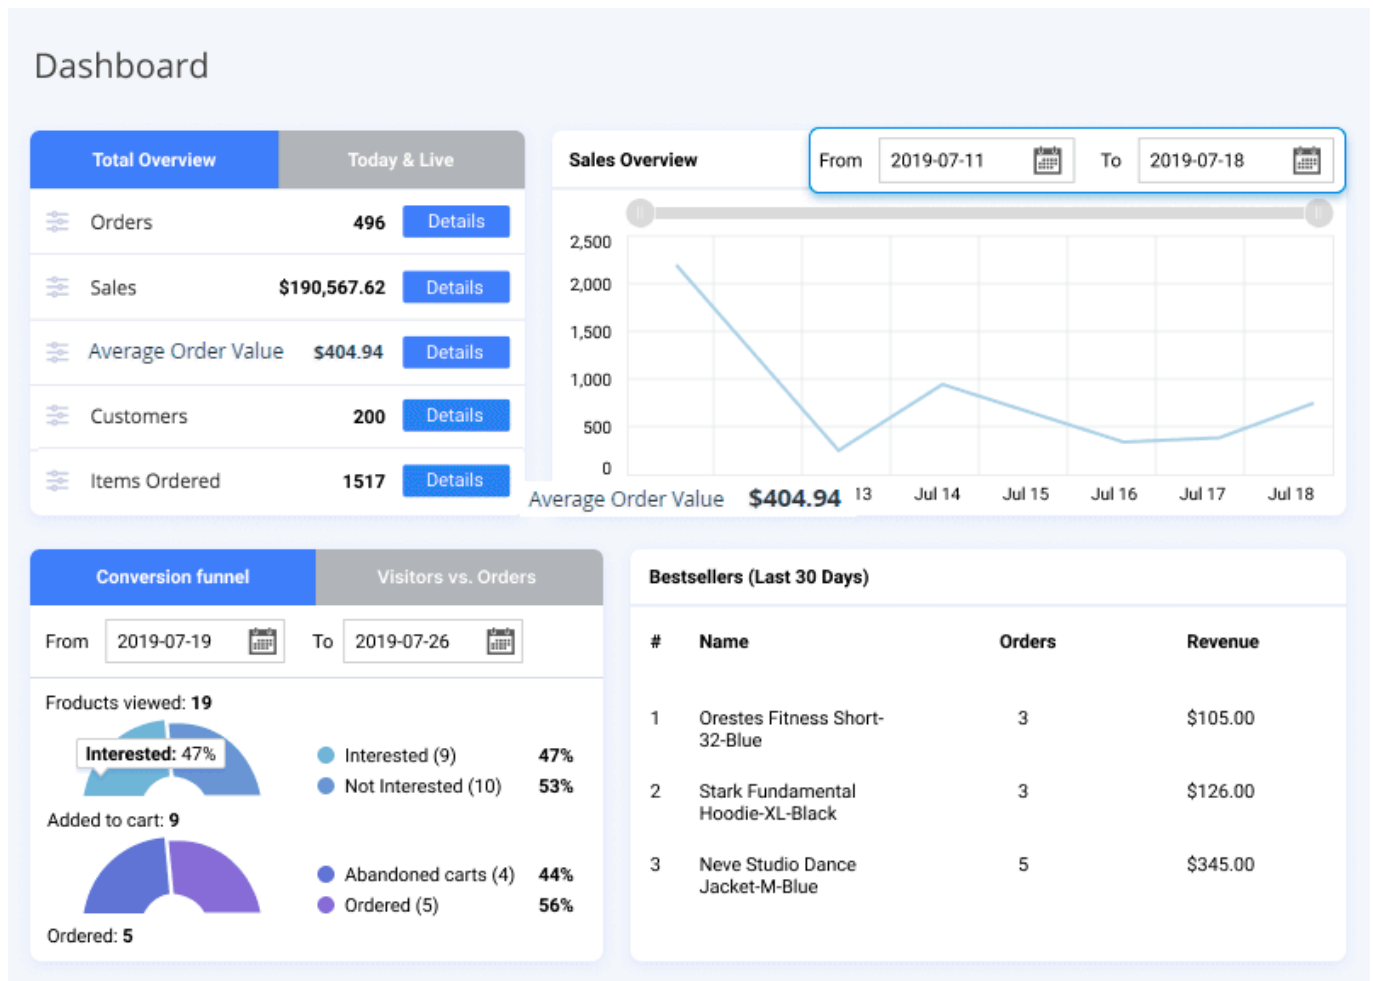 Dashboard
Total Overview
Today & Live
Orders 496 Details
Sales $190,567.62 Details
Average Order Value $404.94 Details
Customers 200 Details
Items Ordered 1517 Details
Sales Overview
From 2019-07-11 To 2019-07-18
2,500
2,000
1,500
1,000
500
0
Average Order Value $404.94
13 Jul 14 Jul 15 Jul 16 Jul 17 Jul 18
Conversion funnel
Visitors vs. Orders
From 2019-07-19 To 2019-07-26
Froducts viewed: 19
Interested: 47%
Interested (9) 47%
Not Interested (10) 53%
Added to cart: 9
Abandoned carts (4) 44%
Ordered (5) 56%
Ordered: 5
Bestsellers (Last 30 Days)
# Name Orders Revenue
1 Orestes Fitness Short- 3 $105.00
32-Blue
2 Stark Fundamental 3 $126.00
Hoodie-XL-Black
3 Neve Studio Dance 5 $345.00
Jacket-M-Blue